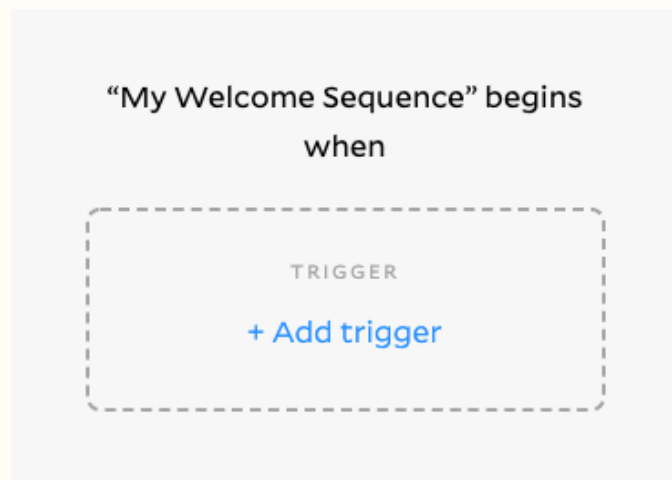 “My Welcome Sequence” begins
when
TRIGGER
+ Add trigger